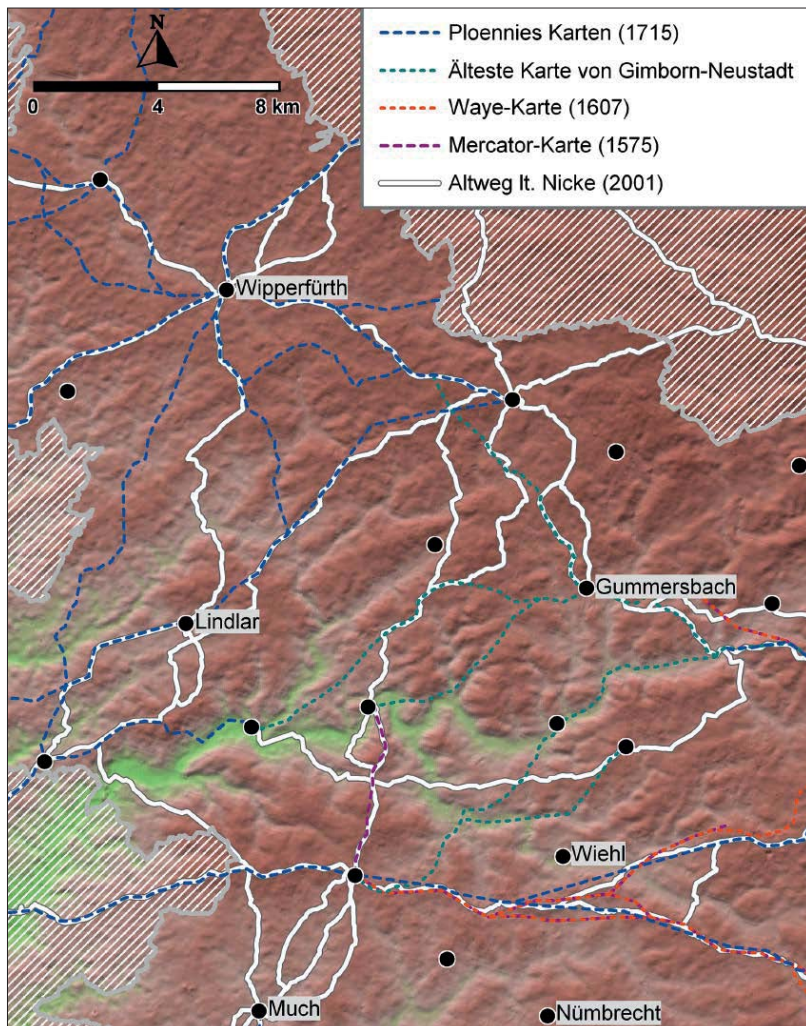 N
0 4 8 km
Ploennies Karten (1715)
Älteste Karte von Gimborn-Neustadt
Waye-Karte (1607)
Mercator-Karte (1575)
Altweg lt. Nicke (2001)
Wipperfürth
Gummersbach
Lindlar
Wiehl
Much
Nümbrecht